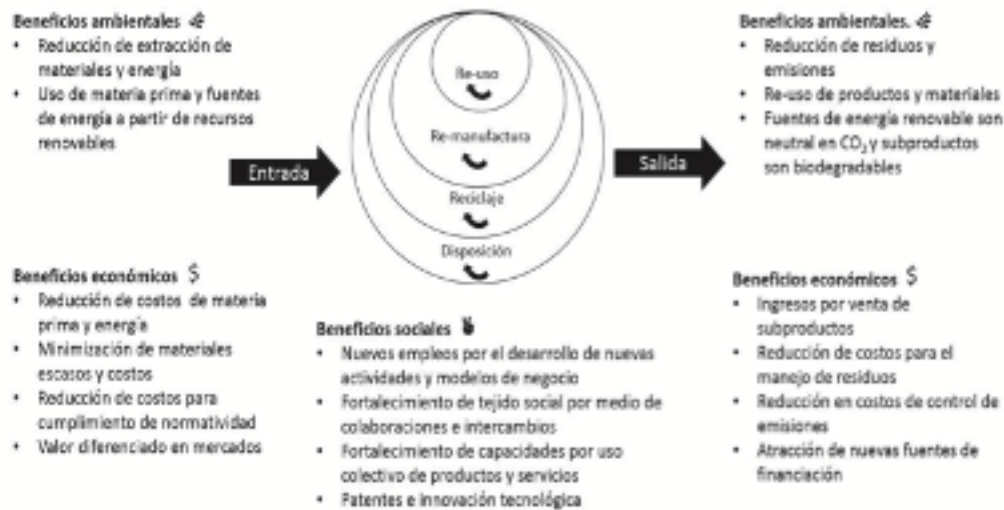 Beneficios ambientales
• Reducción de extracción de
materiales y energía
• Uso de materia prima y fuentes
de energía a partir de recursos
renovables
Entrada
Beneficios económicos $
• Reducción de costos de materia
prima y energía
• Minimización de materiales
escasos y costos
• Reducción de costos para
cumplimiento de normatividad
• Valor diferenciado en mercados
Re-uso
Re-manufactura
Reciclaje
Disposición
Beneficios sociales
• Nuevos empleos por el desarrollo de nuevas
actividades y modelos de negocio
• Fortalecimiento de tejido social por medio de
colaboraciones e intercambios
• Fortalecimiento de capacidades por uso
colectivo de productos y servicios
• Patentes e innovación tecnológica
Beneficios ambientales.
• Reducción de residuos y
emisiones
• Re-uso de productos y materiales
• Fuentes de energía renovable son
neutral en CO₂ y subproductos
son biodegradables
Salida
Beneficios económicos $
• Ingresos por venta de
subproductos
• Reducción de costos para el
manejo de residuos
• Reducción en costos de control de
emisiones
• Atracción de nuevas fuentes de
financiación